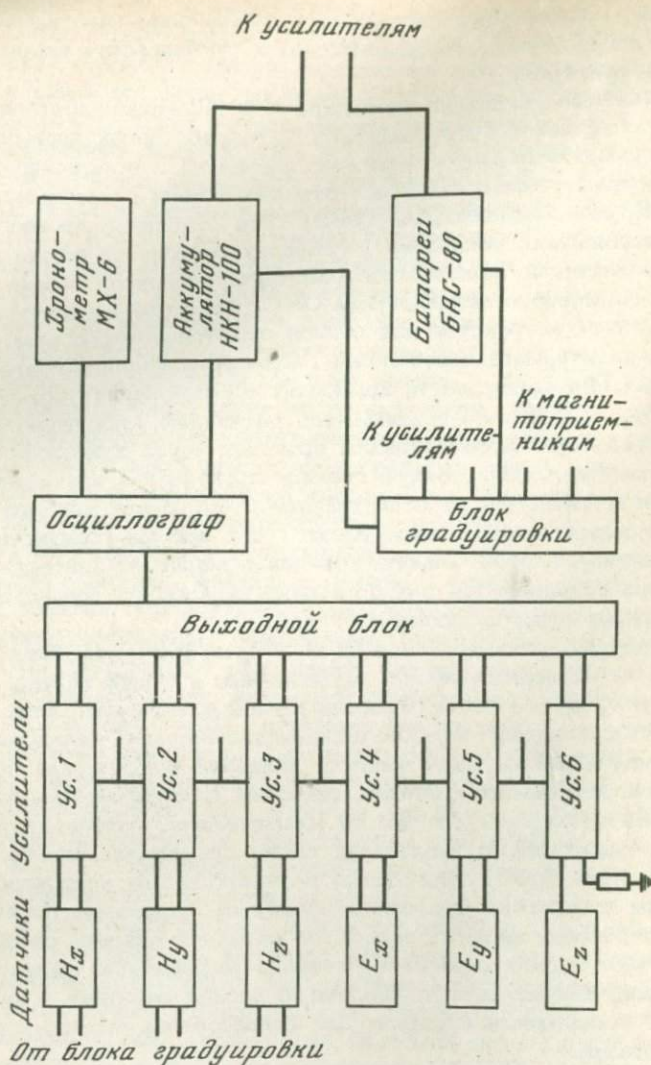 К усилителям
Хроно-
метр
МХ-6
Аккуму-
лятор
НКН-100
Батареи
БАС-80
К усилите-
лям
К магни-
топрием-
никам
Осциллограф
Блок
градуировки
Выходной блок
Усилители
Ус. 1
Ус. 2
Ус. 3
Ус. 4
Ус. 5
Ус. 6
Датчики
Hx
Hy
Hz
Ex
Ey
Ez
От блока градуировки